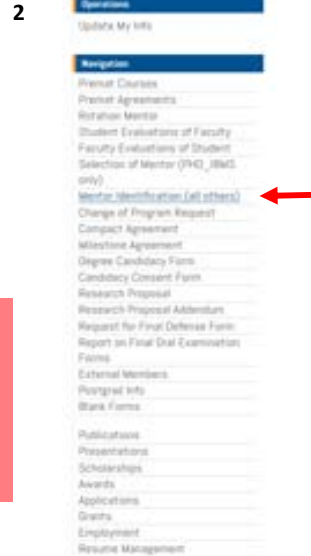 2
Operations
Update My Info
Navigation
Premat Courses
Premat Agreements
Rotation Mentor
Student Evaluations of Faculty
Faculty Evaluations of Student
Selection of Mentor (PHD_IBMS
only)
Mentor Identification (all others)
Change of Program Request
Compact Agreement
Milestone Agreement
Degree Candidacy Form
Candidacy Consent Form
Research Proposal
Research Proposal Addendum
Request for Final Defense Form
Report on Final Oral Examination
Forms
External Members
Postgrad Info
Blank Forms
Publications
Presentations
Scholarships
Awards
Applications
Grants
Employment
Resume Management